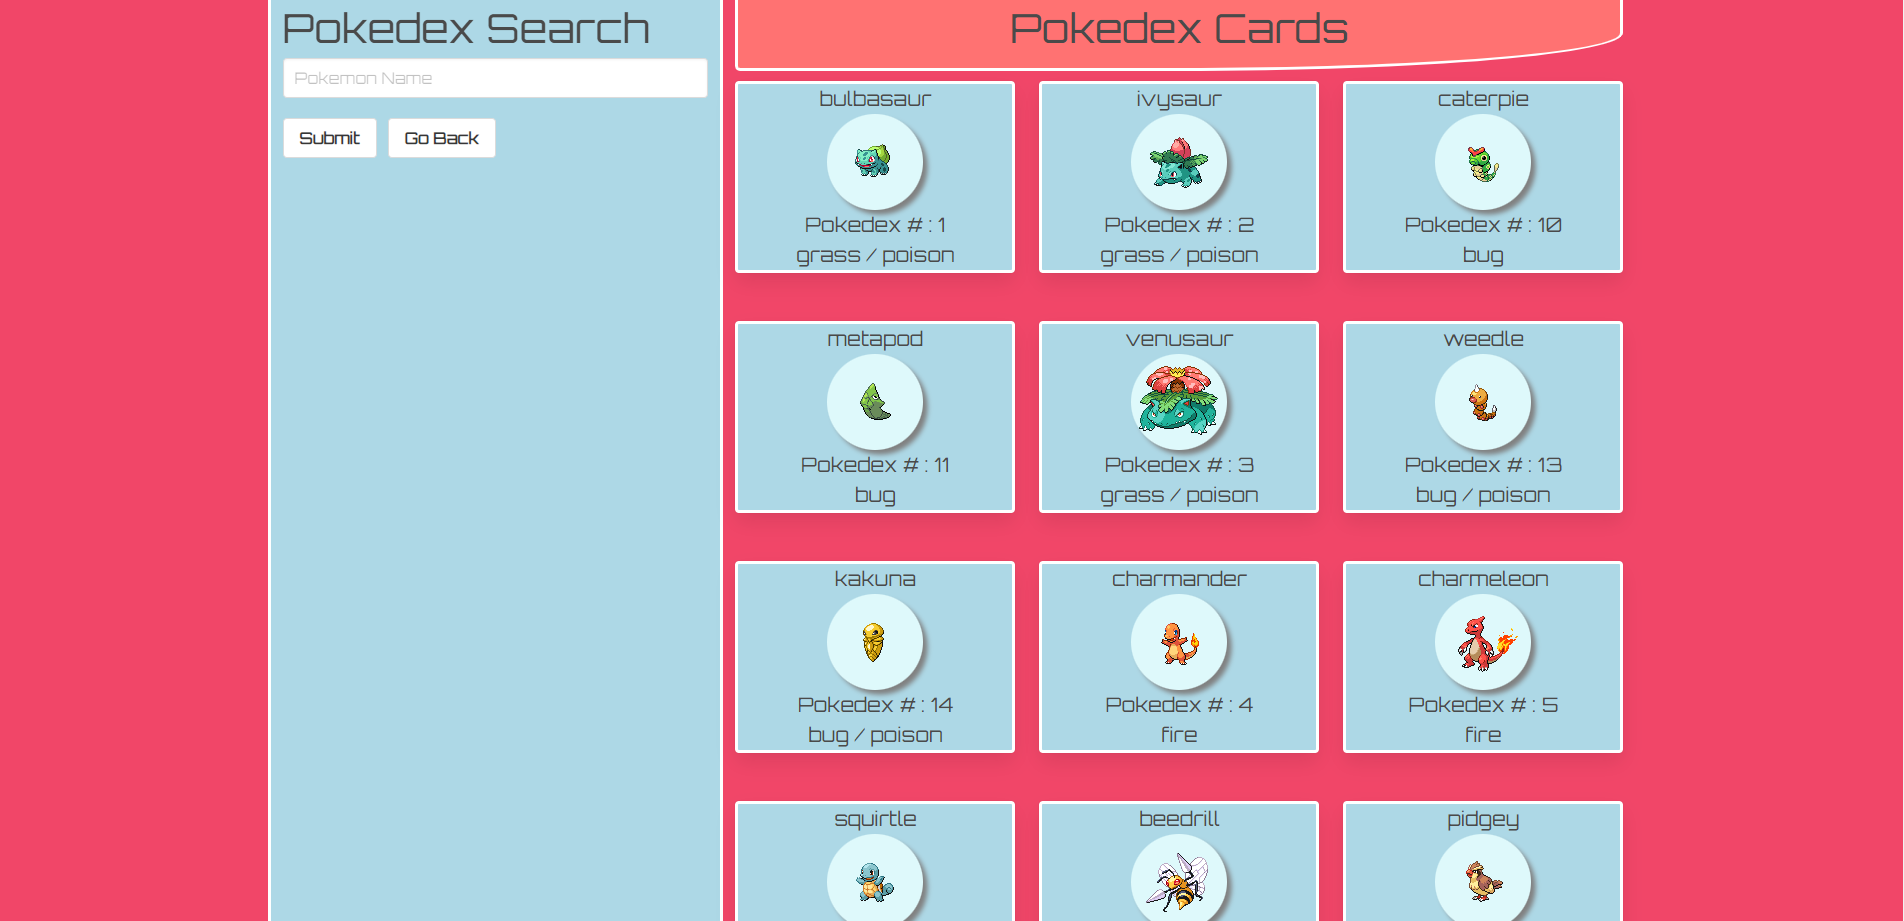 Pokedex Search
Pokemon Name
Submit
Go Back
Pokedex Cards
bulbasaur
Pokedex # : 1
grass / poison
ivysaur
Pokedex # : 2
grass / poison
caterpie
Pokedex # : 10
bug
metapod
Pokedex # : 11
bug
venusaur
Pokedex # : 3
grass / poison
weedle
Pokedex # : 13
bug / poison
kakuna
Pokedex # : 14
bug / poison
charmander
Pokedex # : 4
fire
charmeleon
Pokedex # : 5
fire
squirtle
beedrill
pidgey